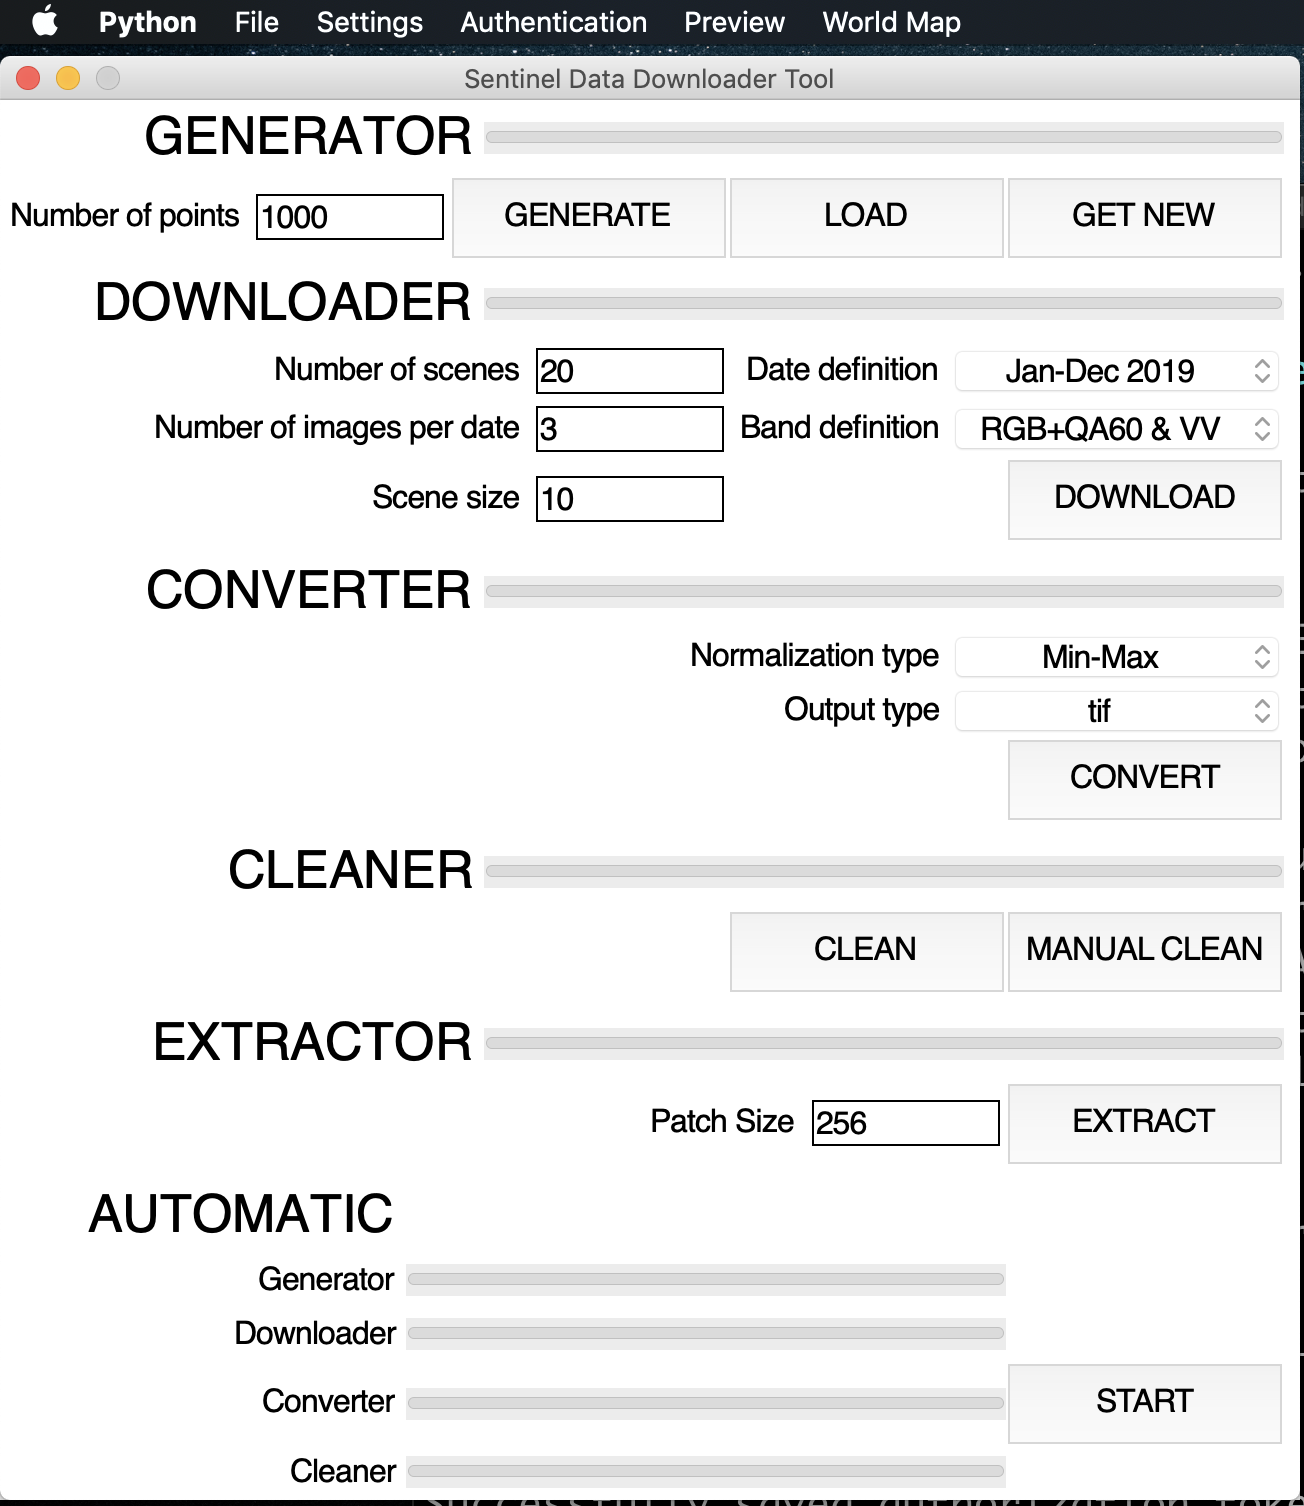 Python File Settings Authentication Preview World Map
Sentinel Data Downloader Tool
GENERATOR
Number of points 1000 GENERATE LOAD GET NEW
DOWNLOADER
Number of scenes 20 Date definition Jan-Dec 2019
Number of images per date 3 Band definition RGB+QA60 & VV
Scene size 10 DOWNLOAD
CONVERTER
Normalization type Min-Max
Output type tif
CONVERT
CLEANER
CLEAN MANUAL CLEAN
EXTRACTOR
Patch Size 256 EXTRACT
AUTOMATIC
Generator
Downloader
Converter START
Cleaner